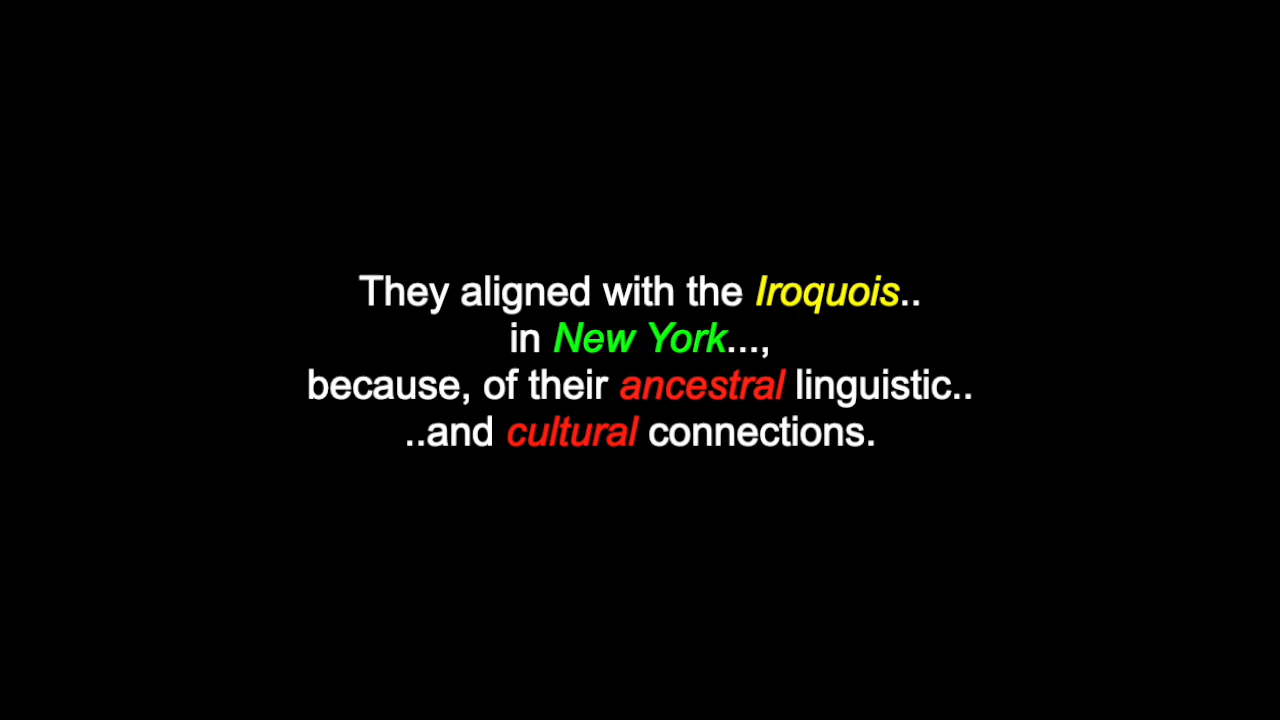 They aligned with the Iroquois..
in New York...,
because, of their ancestral linguistic..
..and cultural connections.